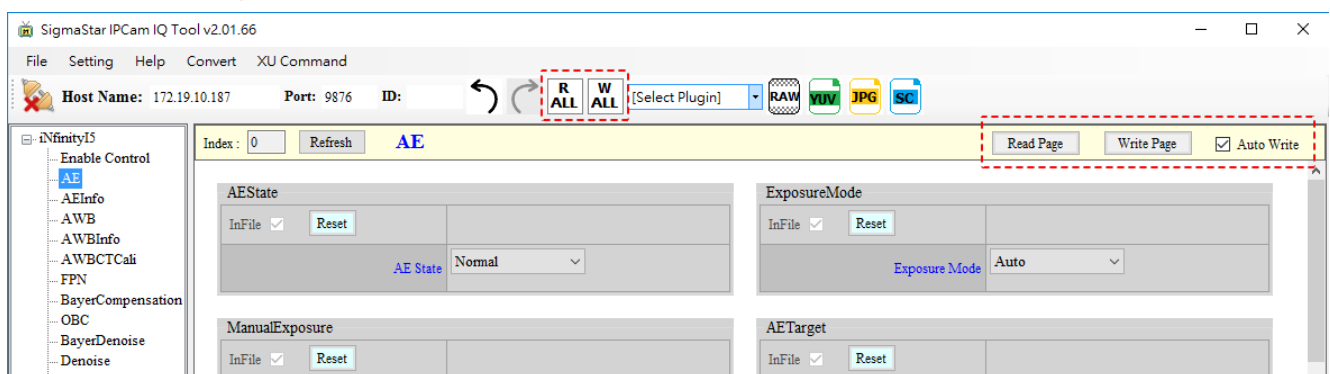 SigmaStar IPCam IQ Tool v2.01.66
File Setting Help Convert XU Command
Host Name: 172.19.10.187 Port: 9876 ID: R ALL W ALL [Select Plugin] RAW YUV JPG SC
iNfinityI5
Enable Control
AE
AEInfo
AWB
AWBInfo
AWBCTCali
FPN
BayerCompensation
OBC
BayerDenoise
Denoise
Index : 0 Refresh AE Read Page Write Page Auto Write
AEState
InFile Reset
AE State Normal
ExposureMode
InFile Reset
Exposure Mode Auto
ManualExposure
InFile Reset
AETarget
InFile Reset